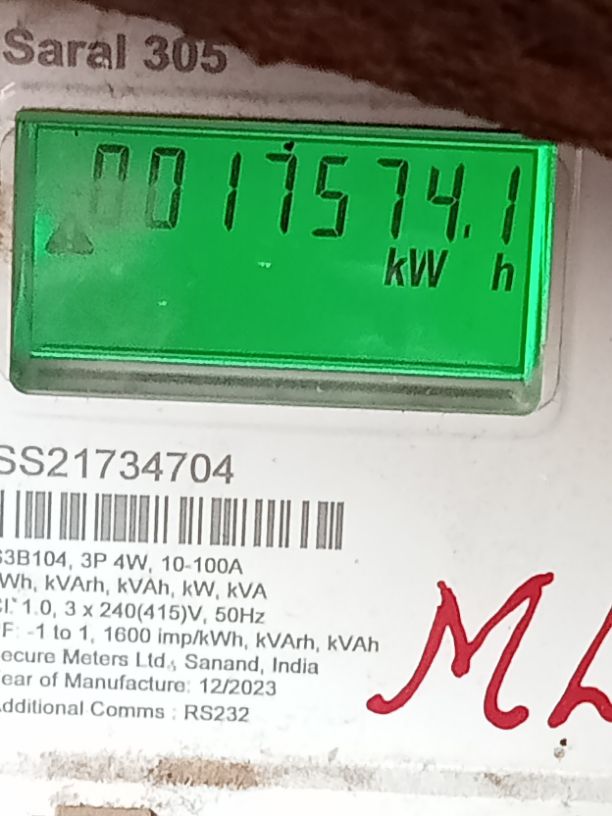 Saral 305
0017574.1
kW h
SS21734704
S3B104, 3P 4W, 10-100A
Wh, kVArh, kVAh, kW, kVA
Cl. 1.0, 3 x 240(415)V, 50Hz
F: -1 to 1, 1600 imp/kWh, kVArh, kVAh
ecure Meters Ltd., Sanand, India
ear of Manufacture: 12/2023
dditional Comms : RS232
M